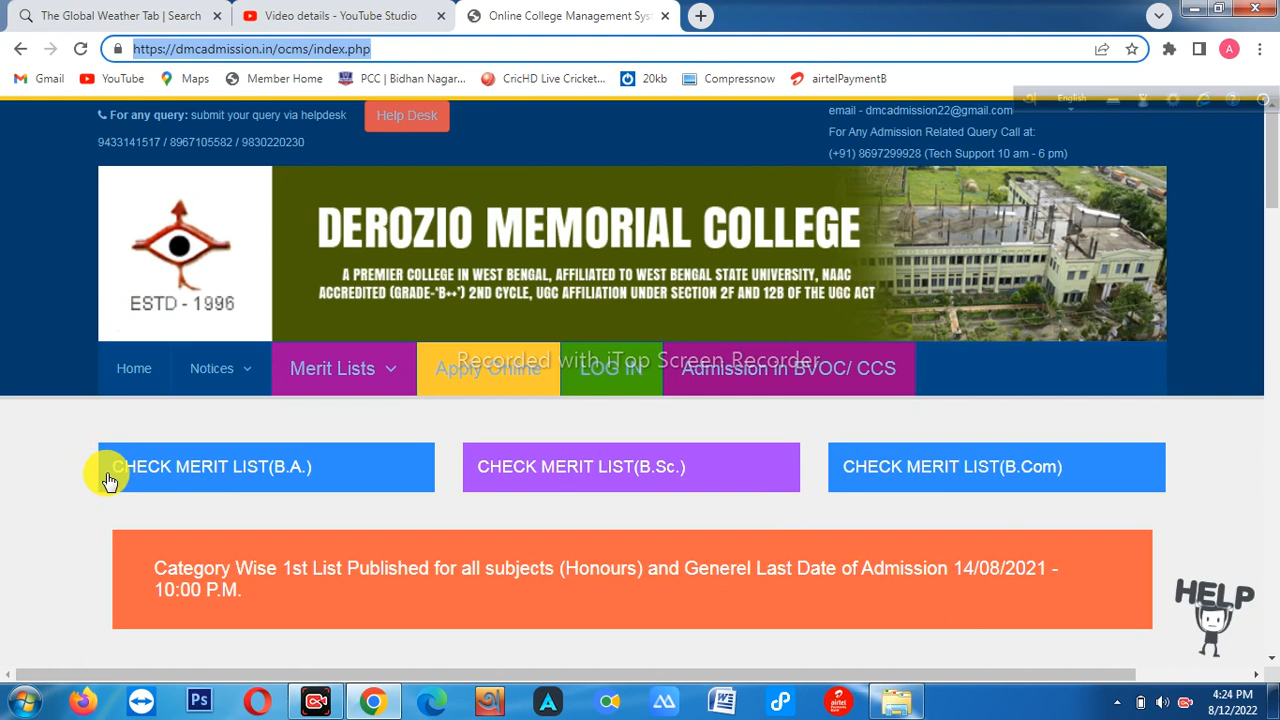 The Global Weather Tab | Search
Video details - YouTube Studio
Online College Management Sys
https://dmcadmission.in/ocms/index.php
A
Gmail
YouTube
Maps
Member Home
PCC | Bidhan Nagar...
CricHD Live Cricket...
20kb
Compressnow
airtelPaymentB
For any query: submit your query via helpdesk
Help Desk
9433141517 / 8967105582 / 9830220230
email - dmcadmission22@gmail.com
For Any Admission Related Query Call at:
(+91) 8697299928 (Tech Support 10 am - 6 pm)
English
DEROZIO MEMORIAL COLLEGE
A PREMIER COLLEGE IN WEST BENGAL, AFFILIATED TO WEST BENGAL STATE UNIVERSITY, NAAC
ACCREDITED (GRADE-'B++') 2ND CYCLE, UGC AFFILIATION UNDER SECTION 2F AND 12B OF THE UGC ACT
ESTD - 1996
Home
Notices
Merit Lists
Apply Online
LOG IN
Admission in BVOC/ CCS
Recorded with iTop Screen Recorder
CHECK MERIT LIST(B.A.)
CHECK MERIT LIST(B.Sc.)
CHECK MERIT LIST(B.Com)
Category Wise 1st List Published for all subjects (Honours) and Generel Last Date of Admission 14/08/2021 -
10:00 P.M.
HELP
Ps
W
airtel
4:24 PM
8/12/2022